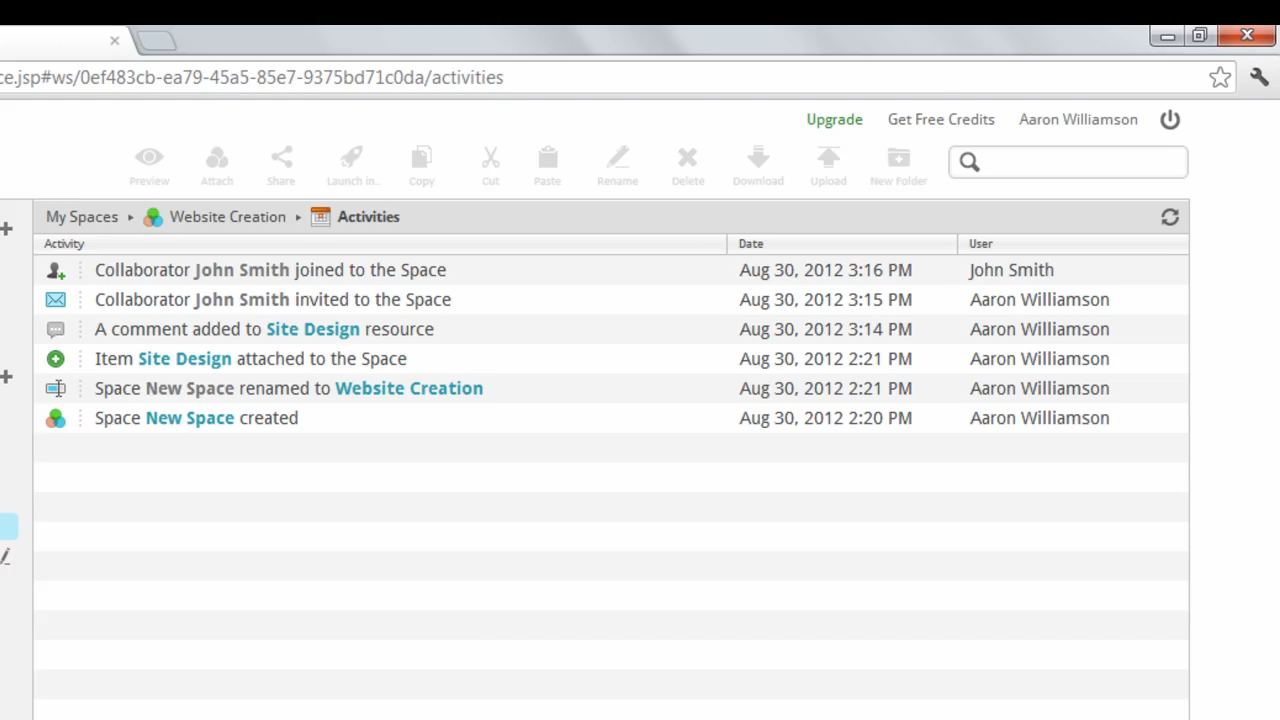 ce.jsp#ws/0ef483cb-ea79-45a5-85e7-9375bd71c0da/activities
Upgrade Get Free Credits Aaron Williamson
Preview Attach Share Launch in... Copy Cut Paste Rename Delete Download Upload New Folder
My Spaces Website Creation Activities
Activity Date User
Collaborator John Smith joined to the Space Aug 30, 2012 3:16 PM John Smith
Collaborator John Smith invited to the Space Aug 30, 2012 3:15 PM Aaron Williamson
A comment added to Site Design resource Aug 30, 2012 3:14 PM Aaron Williamson
Item Site Design attached to the Space Aug 30, 2012 2:21 PM Aaron Williamson
Space New Space renamed to Website Creation Aug 30, 2012 2:21 PM Aaron Williamson
Space New Space created Aug 30, 2012 2:20 PM Aaron Williamson